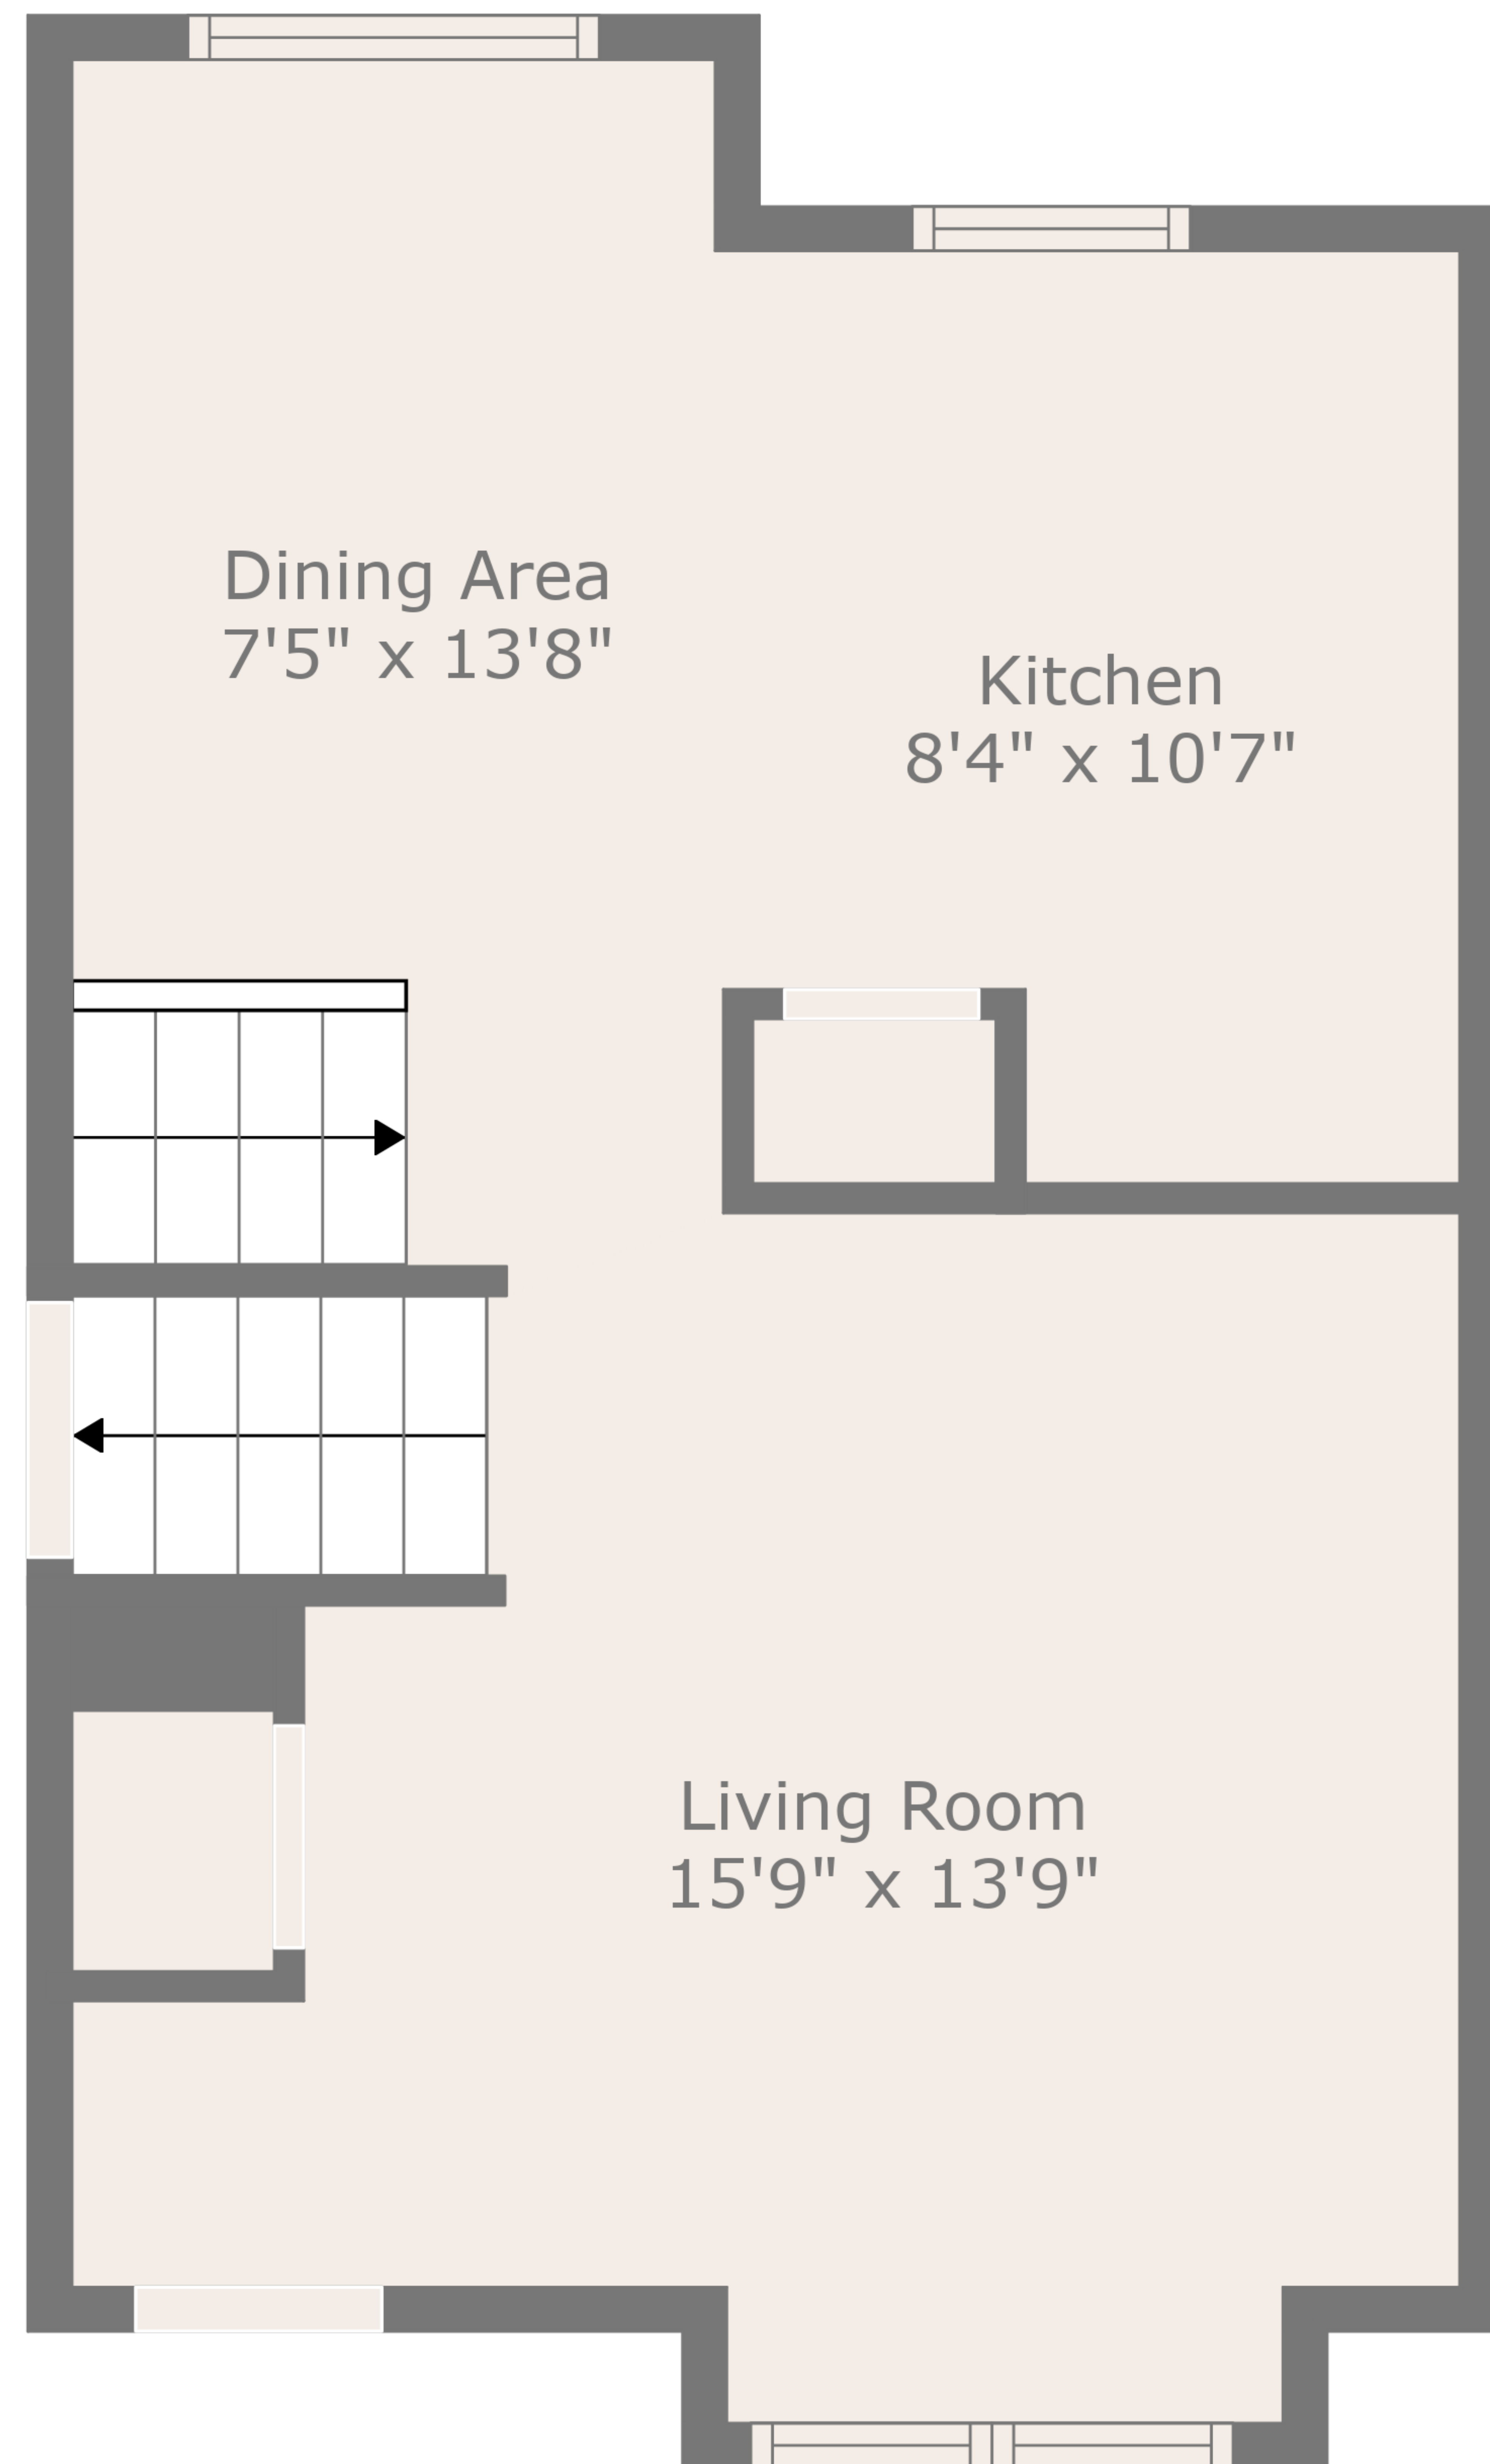 Dining Area
7'5" x 13'8"
Kitchen
8'4" x 10'7"
Living Room
15'9" x 13'9"